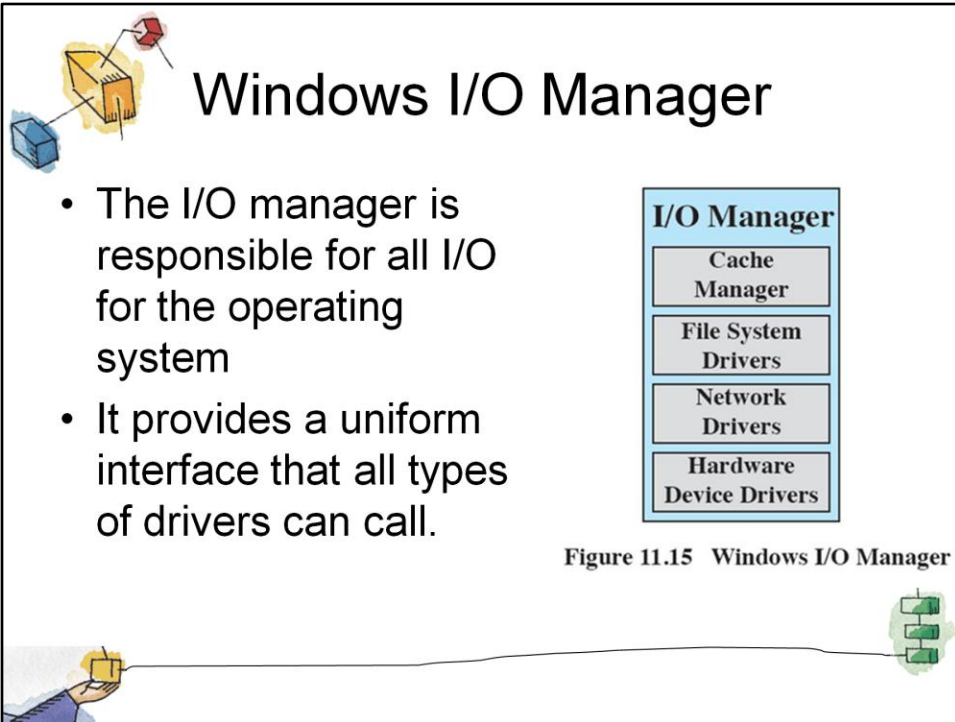 Windows I/O Manager
• The I/O manager is
responsible for all I/O
for the operating
system
• It provides a uniform
interface that all types
of drivers can call.
I/O Manager
Cache
Manager
File System
Drivers
Network
Drivers
Hardware
Device Drivers
Figure 11.15 Windows I/O Manager